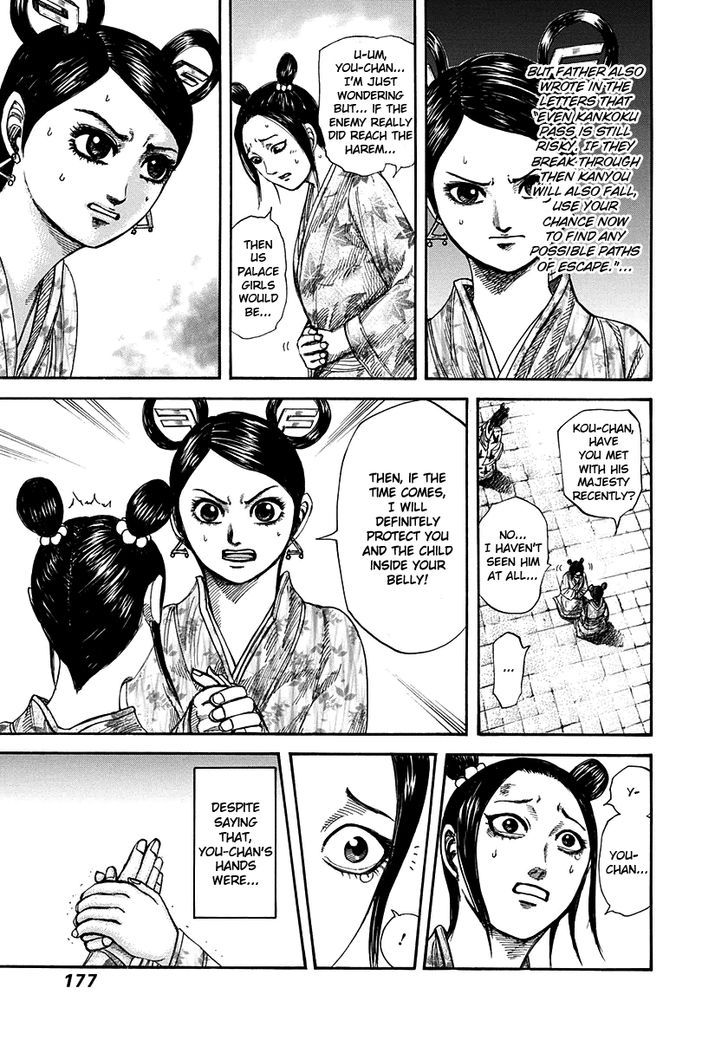 BUT FATHER ALSO
WROTE IN THE
LETTERS THAT
"EVEN KANKOKU
PASS IS STILL
RISKY. IF THEY
BREAK THROUGH
THEN KANYOU
WILL ALSO FALL,
USE YOUR
CHANCE NOW
TO FIND ANY
POSSIBLE PATHS
OF ESCAPE."...
U-UM,
YOU-CHAN...
I'M JUST
WONDERING
BUT... IF THE
ENEMY REALLY
DID REACH THE
HAREM...
THEN
US
PALACE
GIRLS
WOULD
BE...
KOU-CHAN,
HAVE
YOU MET
WITH HIS
MAJESTY
RECENTLY?
NO...
I HAVEN'T
SEEN HIM
AT ALL...
...
THEN, IF THE
TIME COMES,
I WILL
DEFINITELY
PROTECT YOU
AND THE CHILD
INSIDE YOUR
BELLY!
Y-
YOU-
CHAN...
!
DESPITE
SAYING
THAT,
YOU-CHAN'S
HANDS
WERE...
177